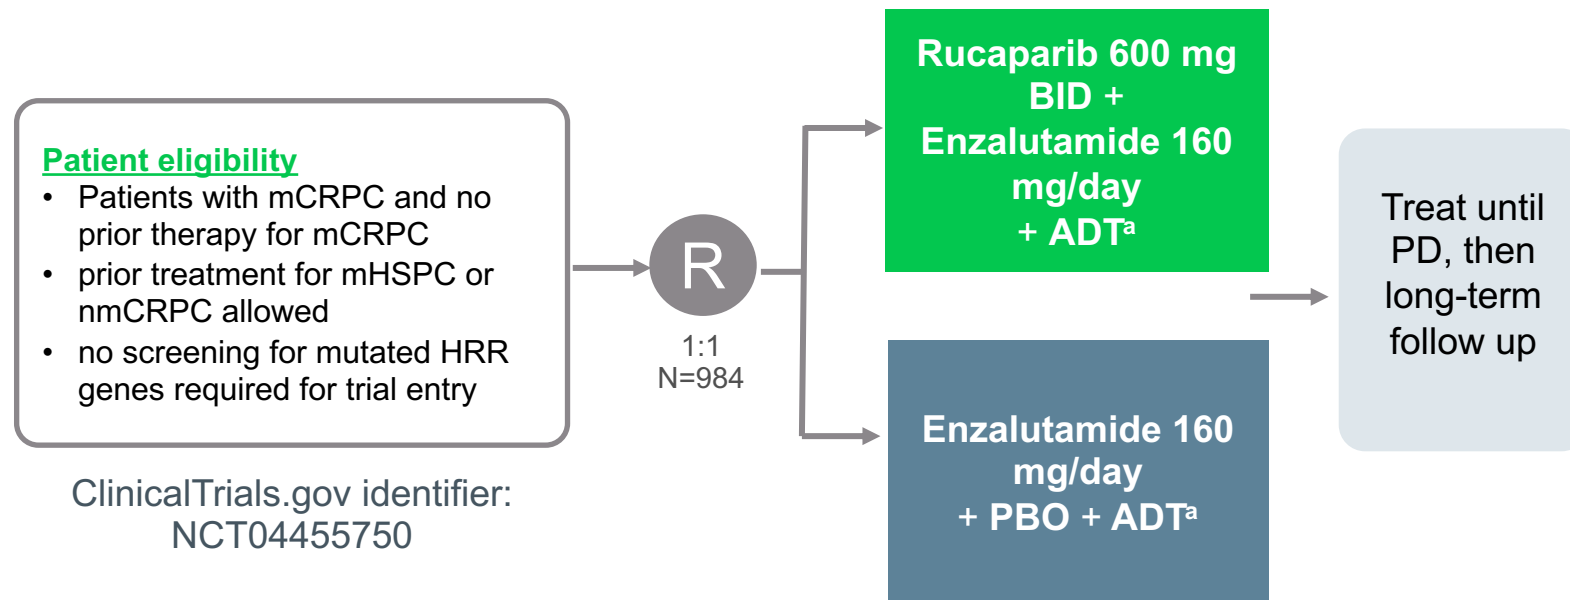 Patient eligibility
• Patients with mCRPC and no
prior therapy for mCRPC
• prior treatment for mHSPC or
nmCRPC allowed
• no screening for mutated HRR
genes required for trial entry
ClinicalTrials.gov identifier:
NCT04455750
R
1:1
N=984
Rucaparib 600 mg
BID +
Enzalutamide 160
mg/day
+ ADTᵃ
Enzalutamide 160
mg/day
+ PBO + ADTᵃ
Treat until
PD, then
long-term
follow up